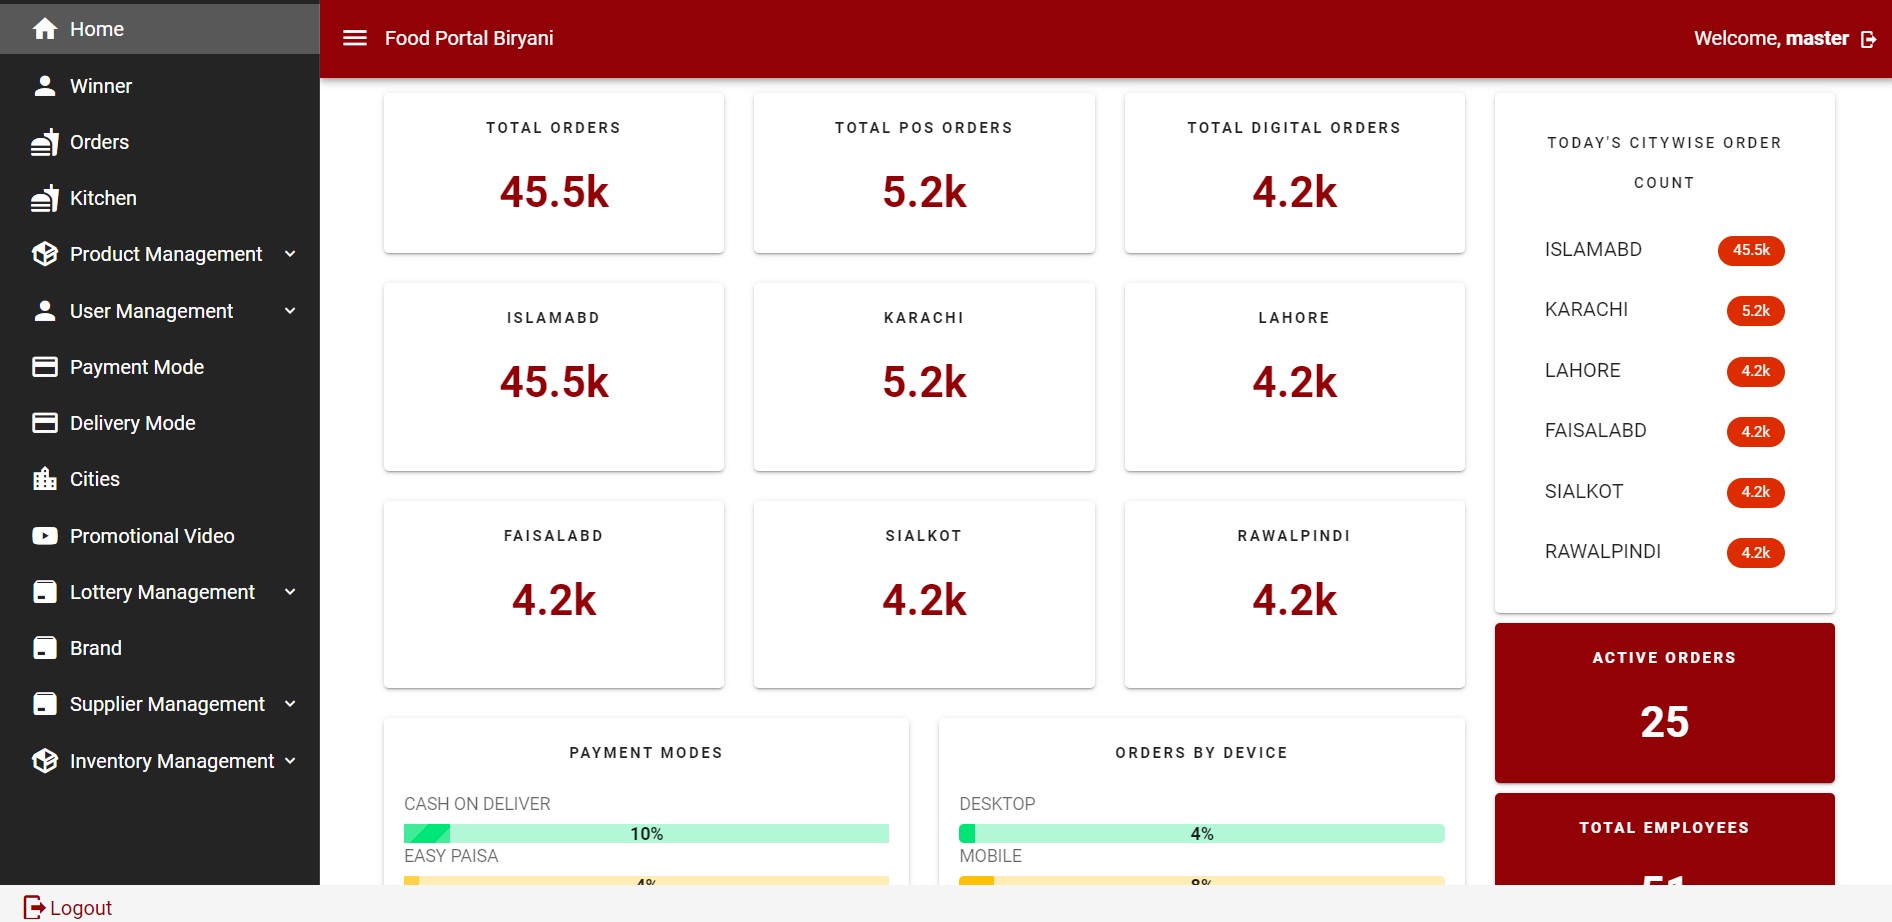 Home
Winner
Orders
Kitchen
Product Management
User Management
Payment Mode
Delivery Mode
Cities
Promotional Video
Lottery Management
Brand
Supplier Management
Inventory Management
Logout
Food Portal Biryani
Welcome, master
TOTAL ORDERS
45.5k
TOTAL POS ORDERS
5.2k
TOTAL DIGITAL ORDERS
4.2k
ISLAMABD
45.5k
KARACHI
5.2k
LAHORE
4.2k
FAISALABD
4.2k
SIALKOT
4.2k
RAWALPINDI
4.2k
PAYMENT MODES
CASH ON DELIVER
10%
EASY PAISA
4%
ORDERS BY DEVICE
DESKTOP
4%
MOBILE
8%
TODAY'S CITYWISE ORDER
COUNT
ISLAMABD 45.5k
KARACHI 5.2k
LAHORE 4.2k
FAISALABD 4.2k
SIALKOT 4.2k
RAWALPINDI 4.2k
ACTIVE ORDERS
25
TOTAL EMPLOYEES